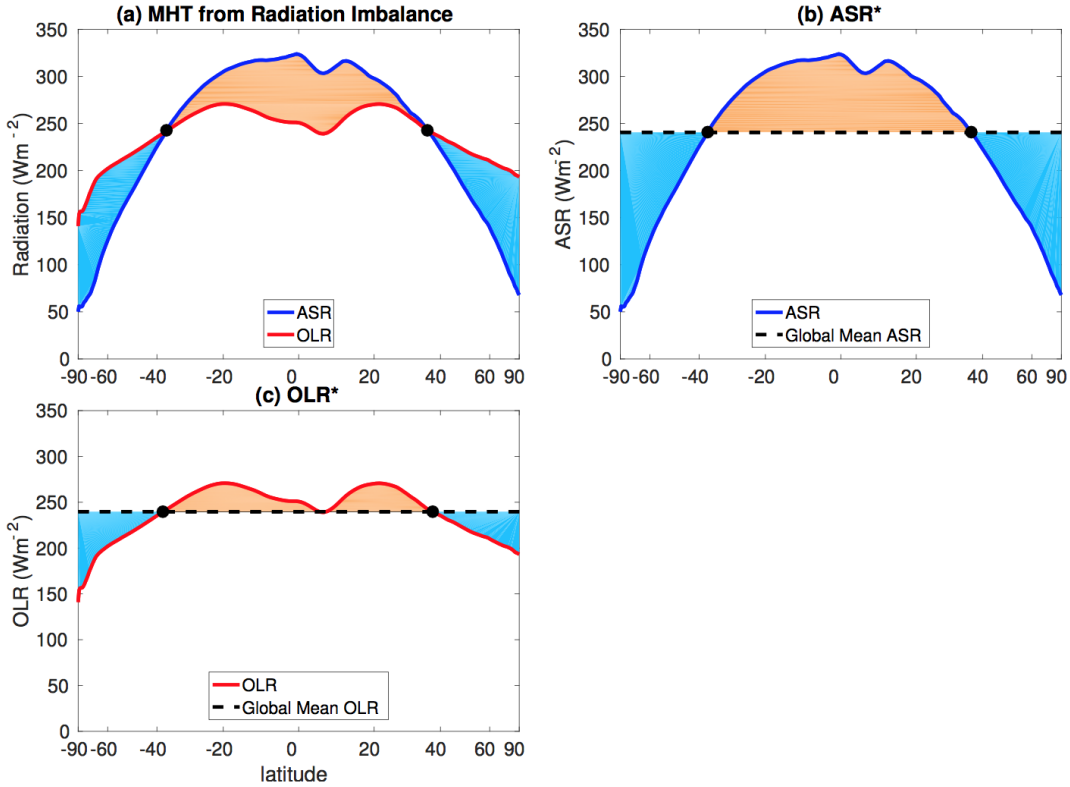 (a) MHT from Radiation Imbalance
350
300
250
200
150
100
50
0
Radiation (Wm-2)
ASR
OLR
-90 -60 -40 -20 0 20 40 60 90
(b) ASR*
350
300
250
200
150
100
50
0
ASR (Wm-2)
ASR
Global Mean ASR
-90 -60 -40 -20 0 20 40 60 90
(c) OLR*
350
300
250
200
150
100
50
0
OLR (Wm-2)
OLR
Global Mean OLR
-90 -60 -40 -20 0 20 40 60 90
latitude